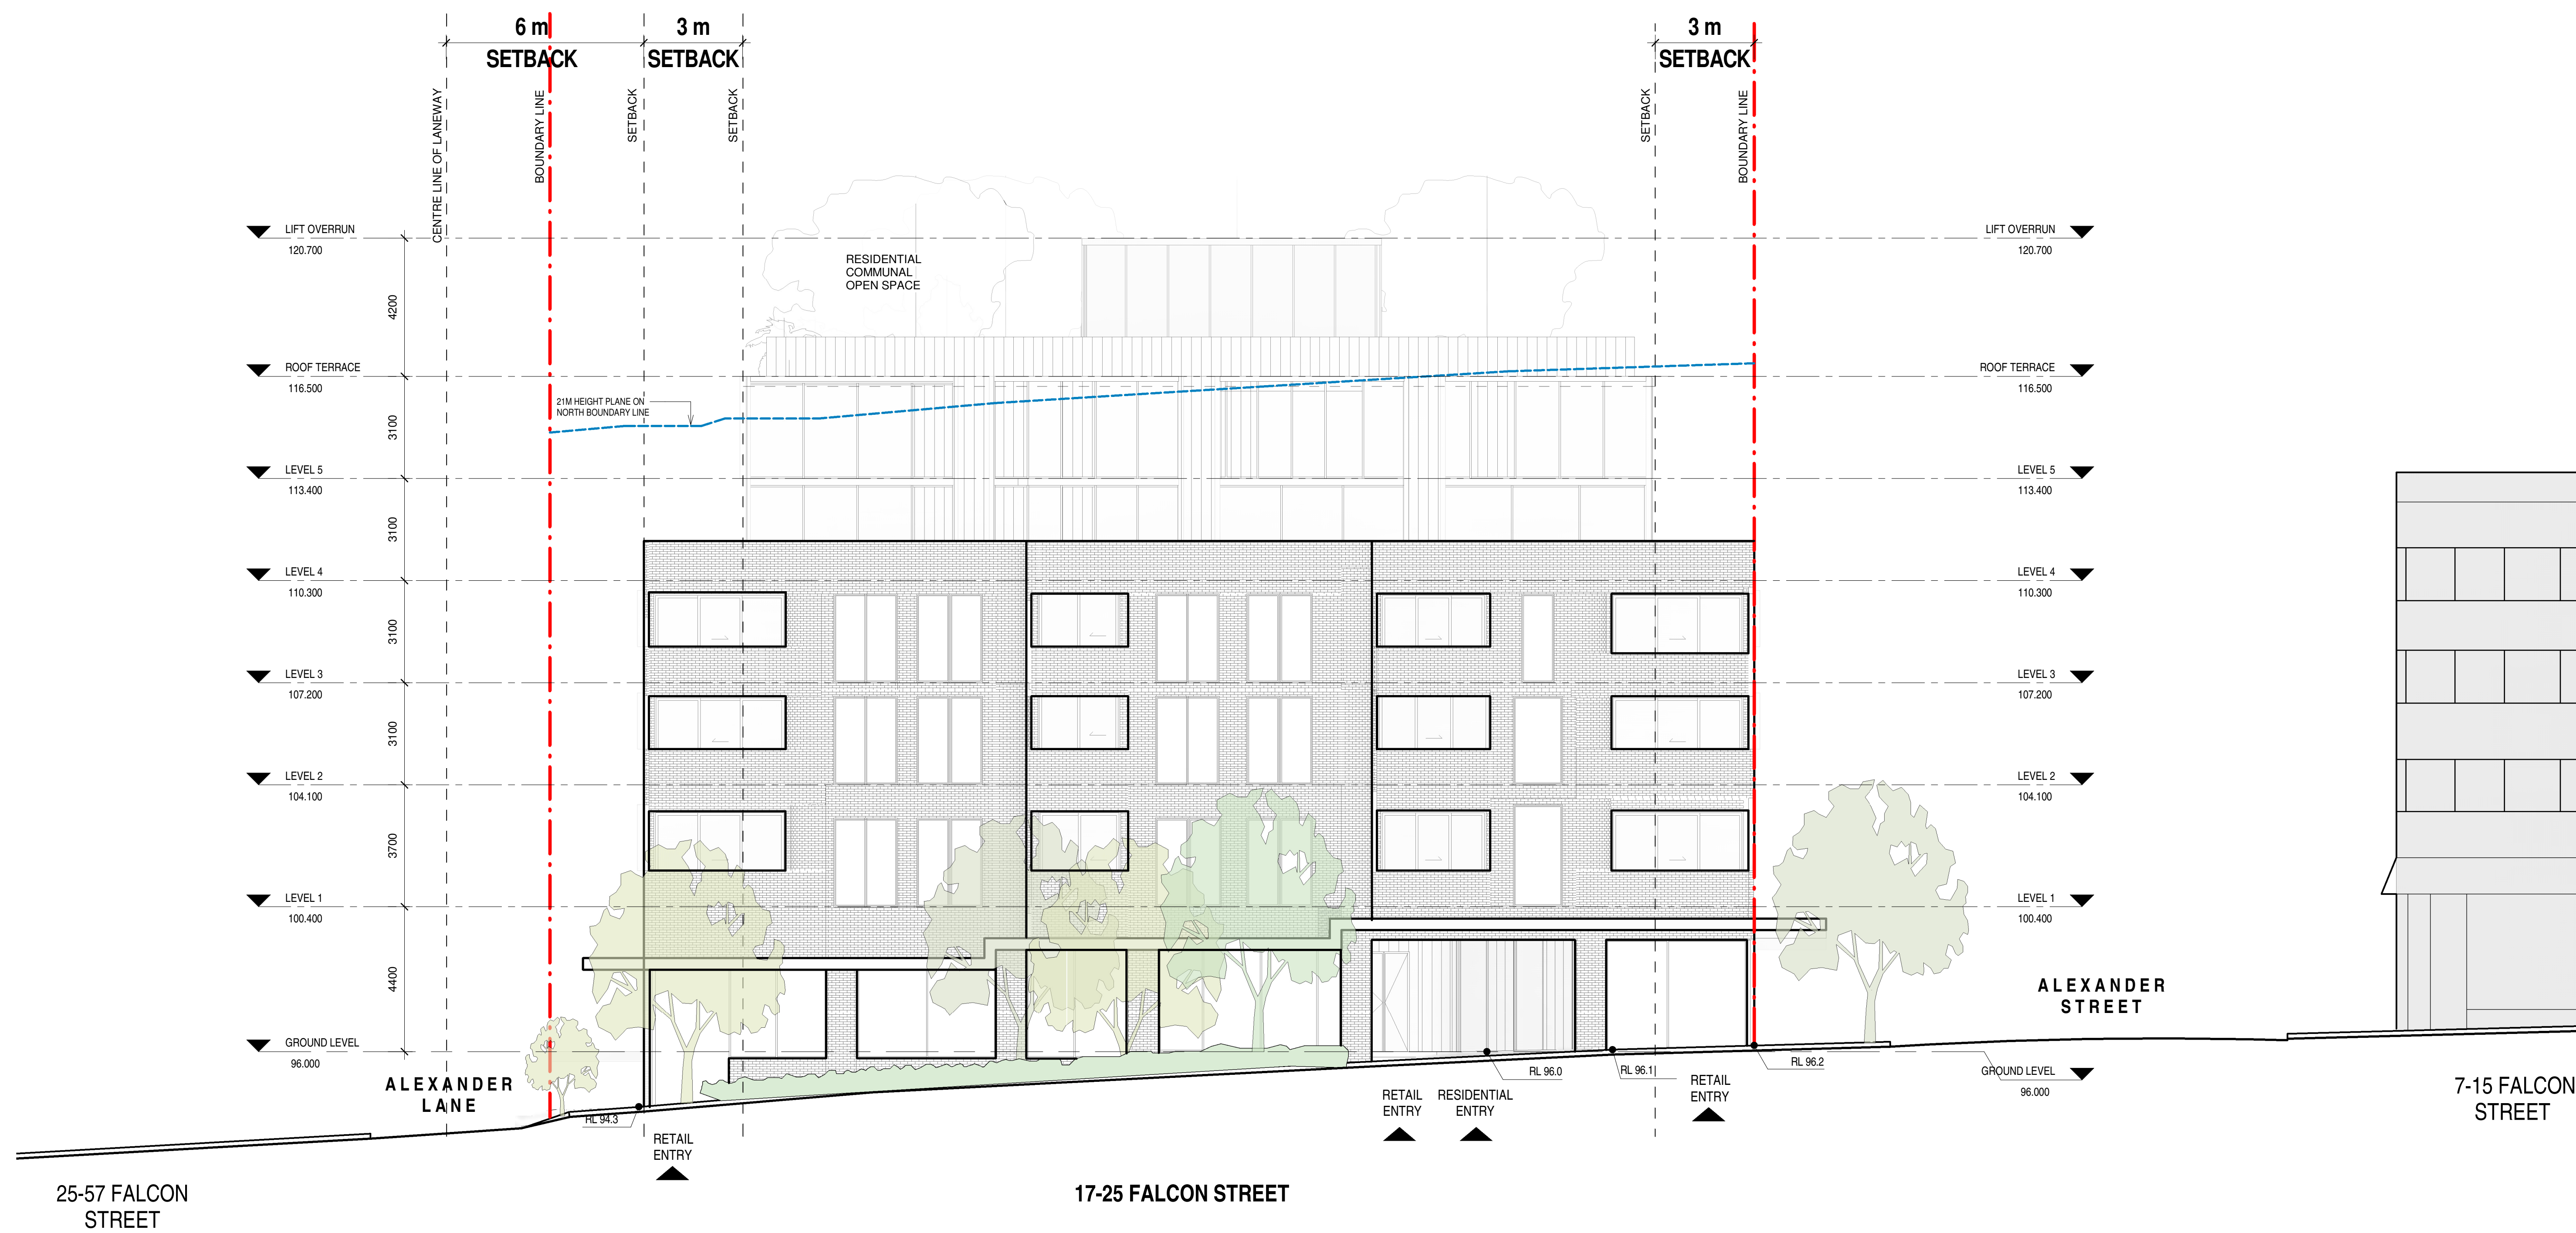 6 m
SETBACK
3 m
SETBACK
3 m
SETBACK
CENTRE LINE OF LANEWAY
BOUNDARY LINE
SETBACK
SETBACK
SETBACK
BOUNDARY LINE
LIFT OVERRUN
120.700
LIFT OVERRUN
120.700
RESIDENTIAL
COMMUNAL
OPEN SPACE
4200
ROOF TERRACE
116.500
ROOF TERRACE
116.500
21M HEIGHT PLANE ON
NORTH BOUNDARY LINE
3100
LEVEL 5
113.400
LEVEL 5
113.400
3100
LEVEL 4
110.300
LEVEL 4
110.300
3100
LEVEL 3
107.200
LEVEL 3
107.200
3100
LEVEL 2
104.100
LEVEL 2
104.100
3700
LEVEL 1
100.400
LEVEL 1
100.400
4400
ALEXANDER
STREET
GROUND LEVEL
96.000
GROUND LEVEL
96.000
RL 96.0
RL 96.1
RL 96.2
ALEXANDER
LANE
RL 94.3
RETAIL
ENTRY
RETAIL
ENTRY
RESIDENTIAL
ENTRY
RETAIL
ENTRY
7-15 FALCON
STREET
25-57 FALCON
STREET
17-25 FALCON STREET